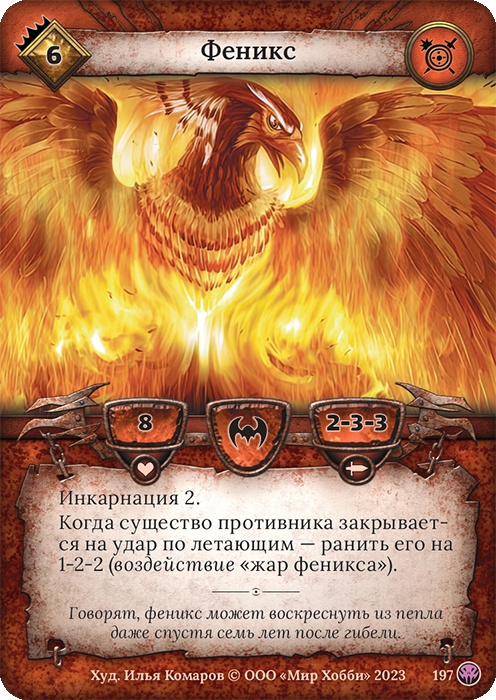 6
Феникс
8
2-3-3
Инкарнация 2.
Когда существо противника закрывает-
ся на удар по летающим — ранить его на
1-2-2 (воздействие «жар феникса»).
Говорят, феникс может воскреснуть из пепла
даже спустя семь лет после гибели.
Худ. Илья Комаров © ООО «Мир Хобби» 2023
197